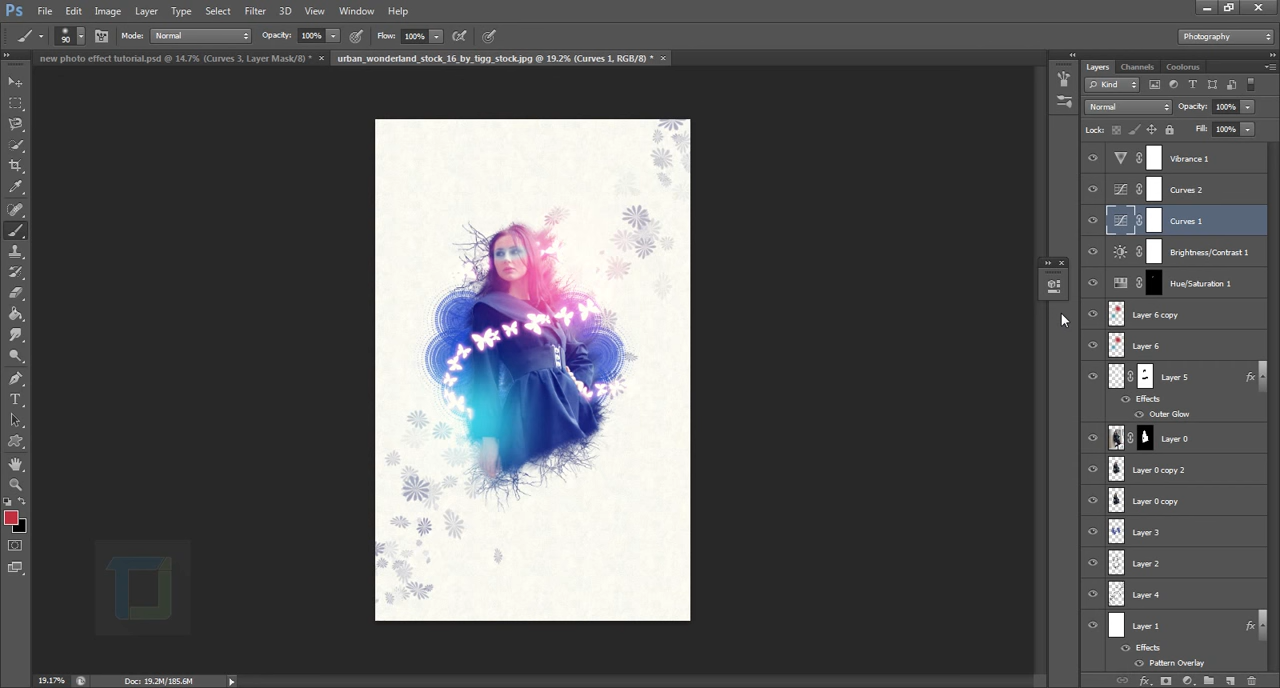 Ps File Edit Image Layer Type Select Filter 3D View Window Help
90 Mode: Normal Opacity: 100% Flow: 100% Photography
new photo effect tutorial.psd @ 14.7% (Curves 3, Layer Mask/8) * × urban_wonderland_stock_16_by_tigg_stock.jpg @ 19.2% (Curves 1, RGB/8) * ×
Layers Channels Coolorus
Kind
Normal Opacity: 100%
Lock: Fill: 100%
Vibrance 1
Curves 2
Curves 1
Brightness/Contrast 1
Hue/Saturation 1
Layer 6 copy
Layer 6
Layer 5 fx
Effects
Outer Glow
Layer 0
Layer 0 copy 2
Layer 0 copy
Layer 3
Layer 2
Layer 4
Layer 1 fx
Effects
Pattern Overlay
19.17% Doc: 19.2M/185.6M fx